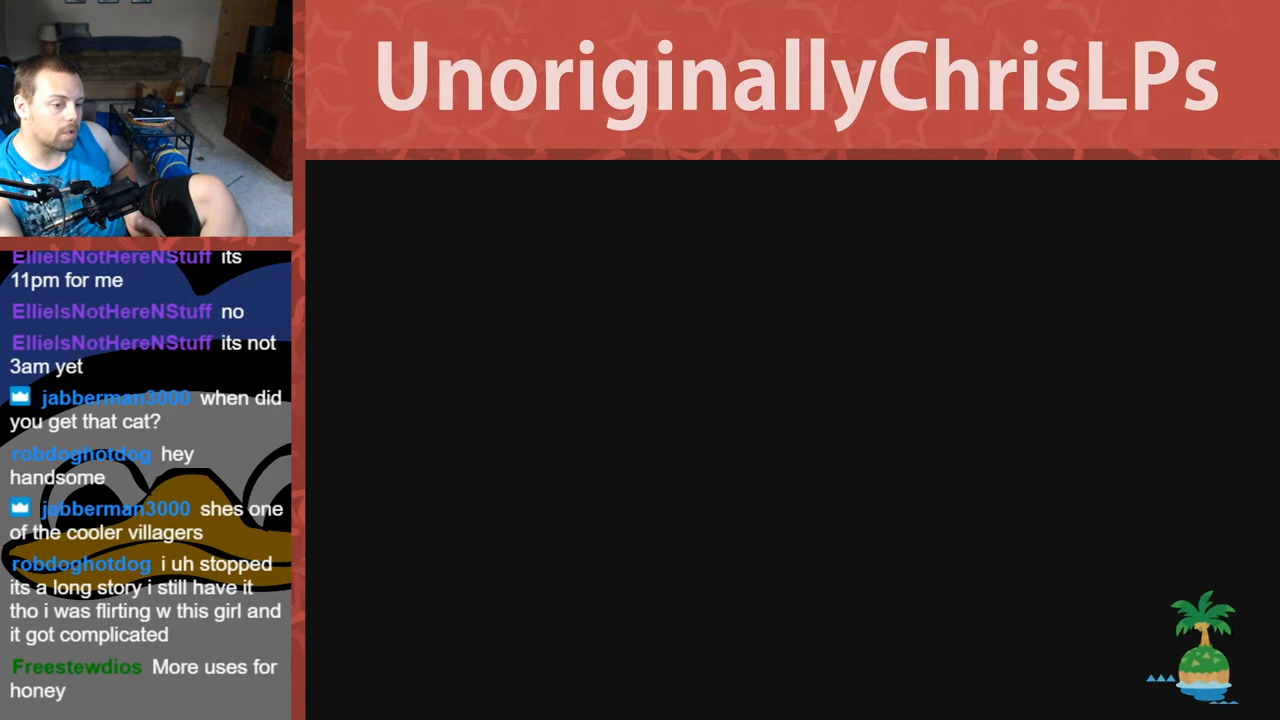 UnoriginallyChrisLPs
EllieIsNotHereNStuff its
11pm for me
EllieIsNotHereNStuff no
EllieIsNotHereNStuff its not
3am yet
jabberman3000 when did
you get that cat?
robdoghotdog hey
handsome
jabberman3000 shes one
of the cooler villagers
robdoghotdog i uh stopped
its a long story i still have it
tho i was flirting w this girl and
it got complicated
Freestewdios More uses for
honey